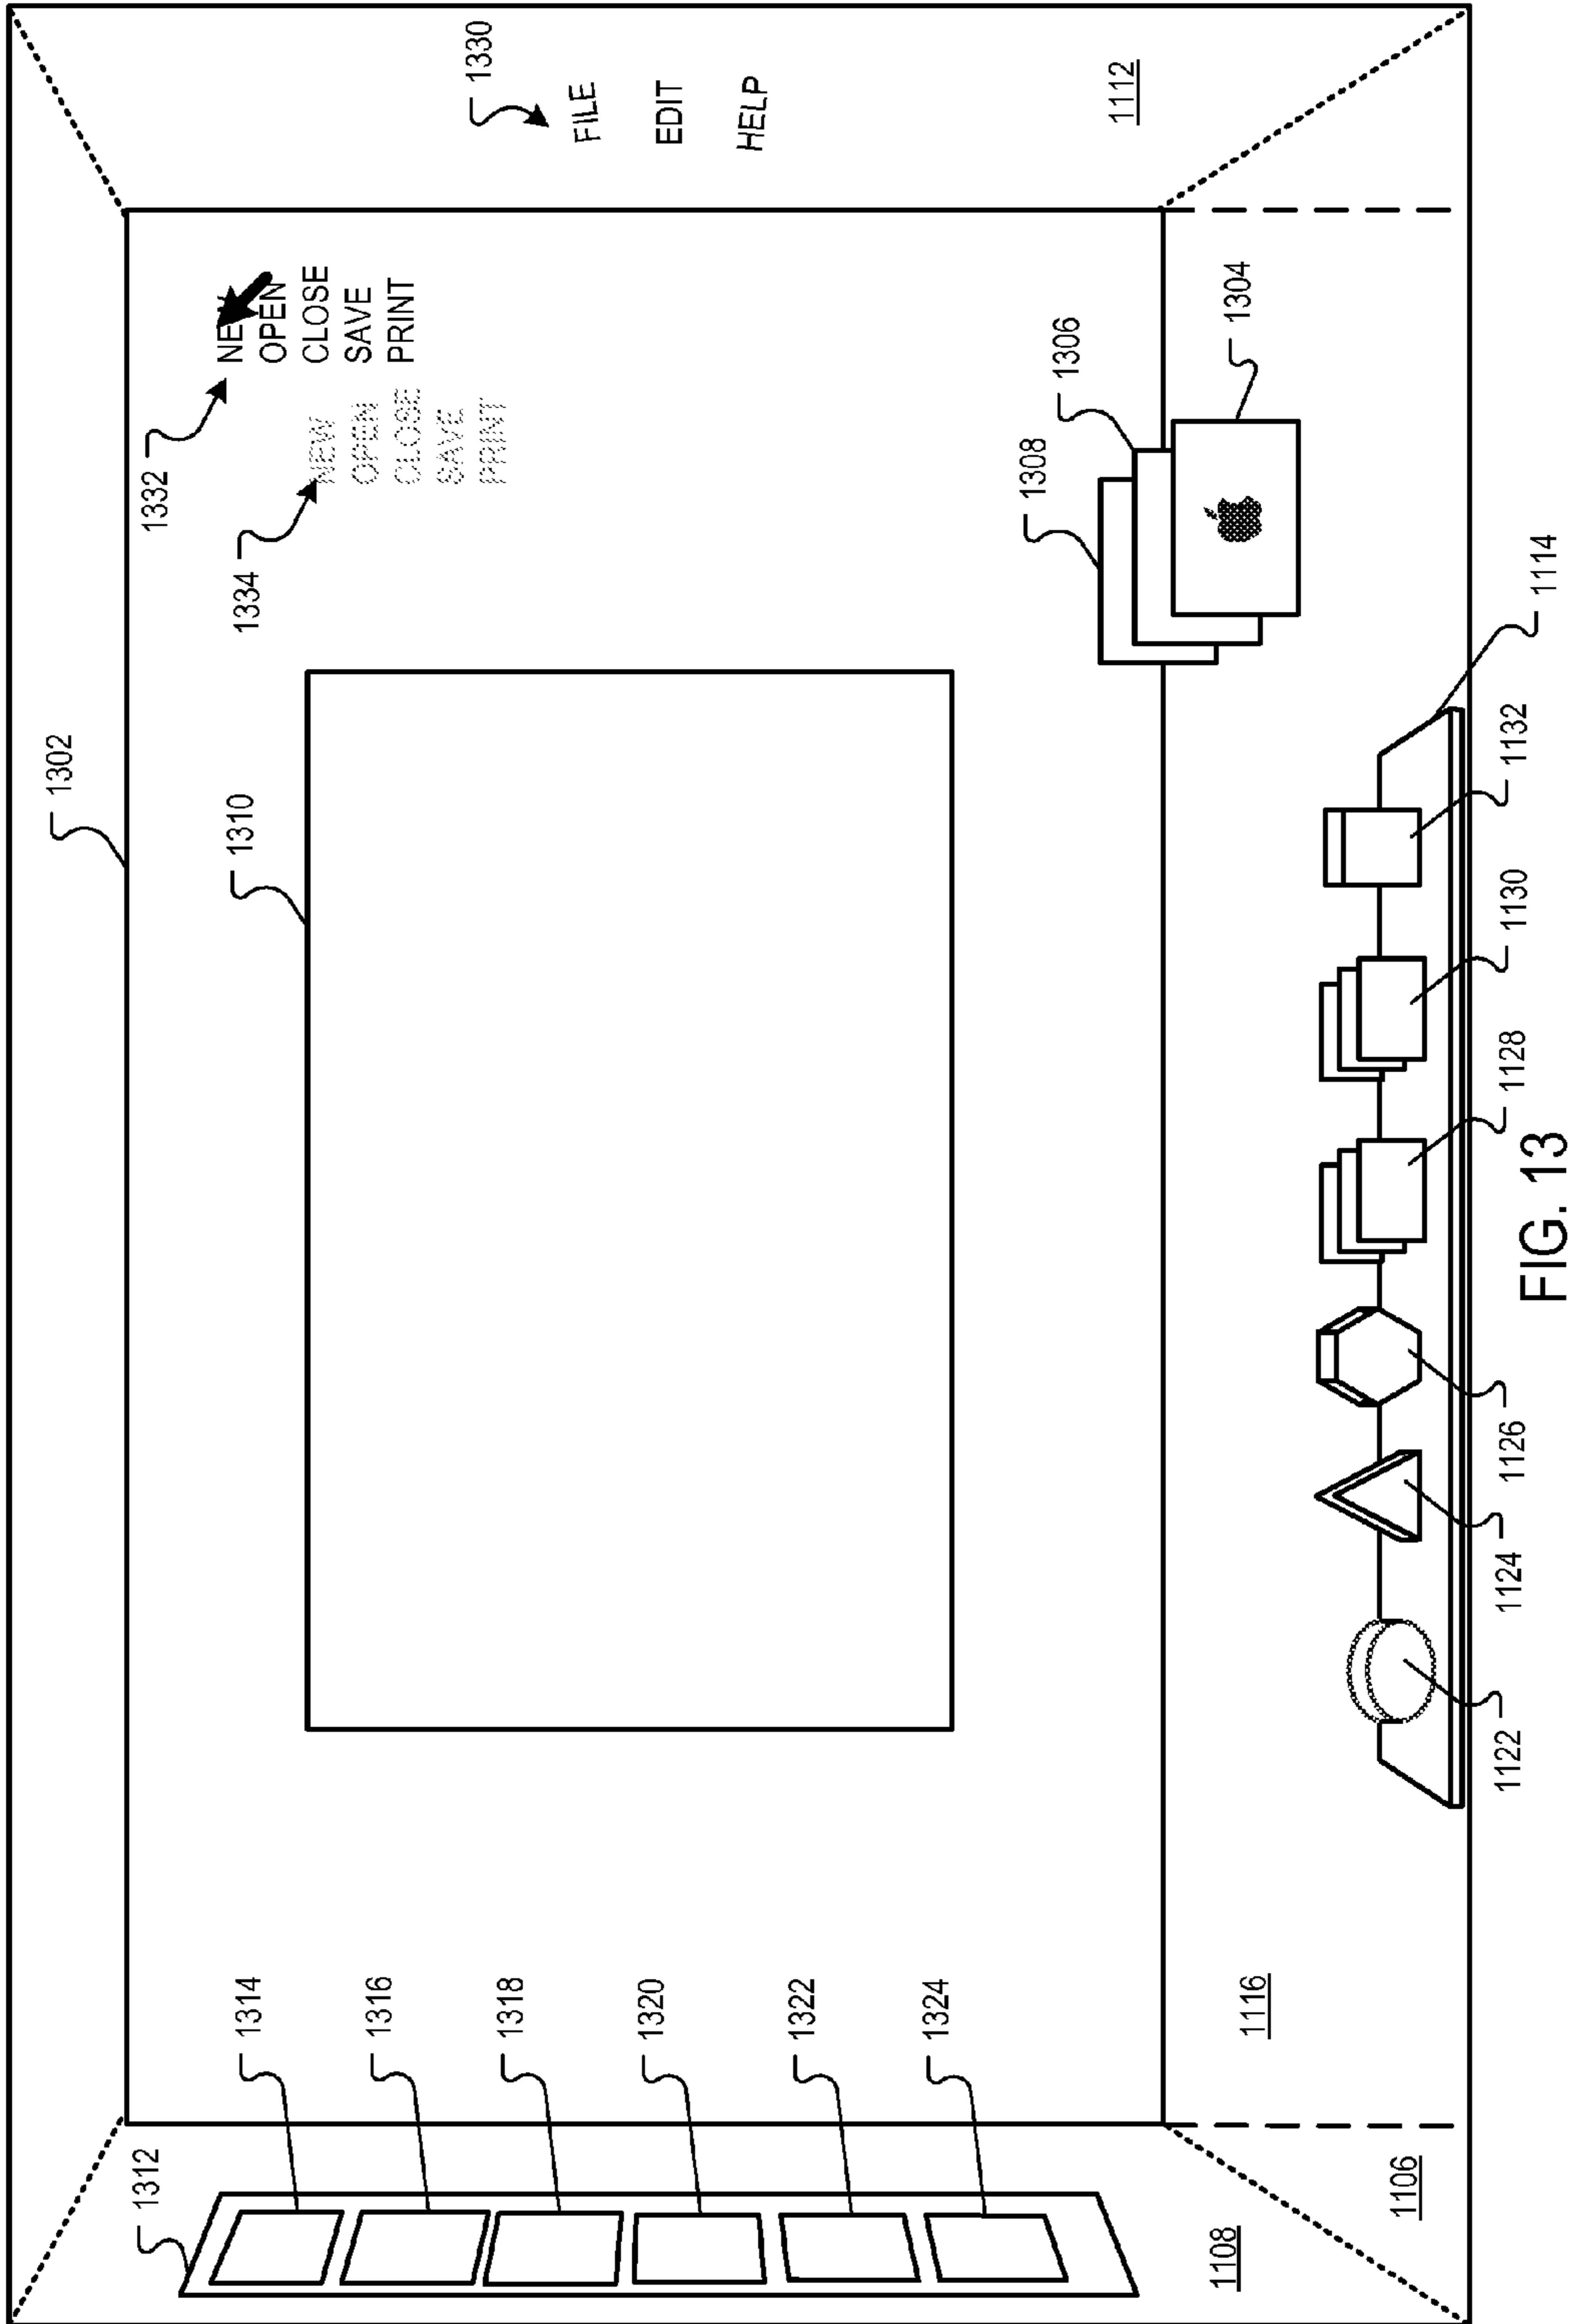 1302
1330
FILE
EDIT
HELP
1112
1332
NEW
OPEN
CLOSE
SAVE
PRINT
1334
NEW
OPEN
CLOSE
SAVE
PRINT
1310
1312
1314
1316
1318
1320
1322
1324
1308
1306
1304
1108
1106
1116
1114
1122
1124
1126
1128
1130
1132
FIG. 13